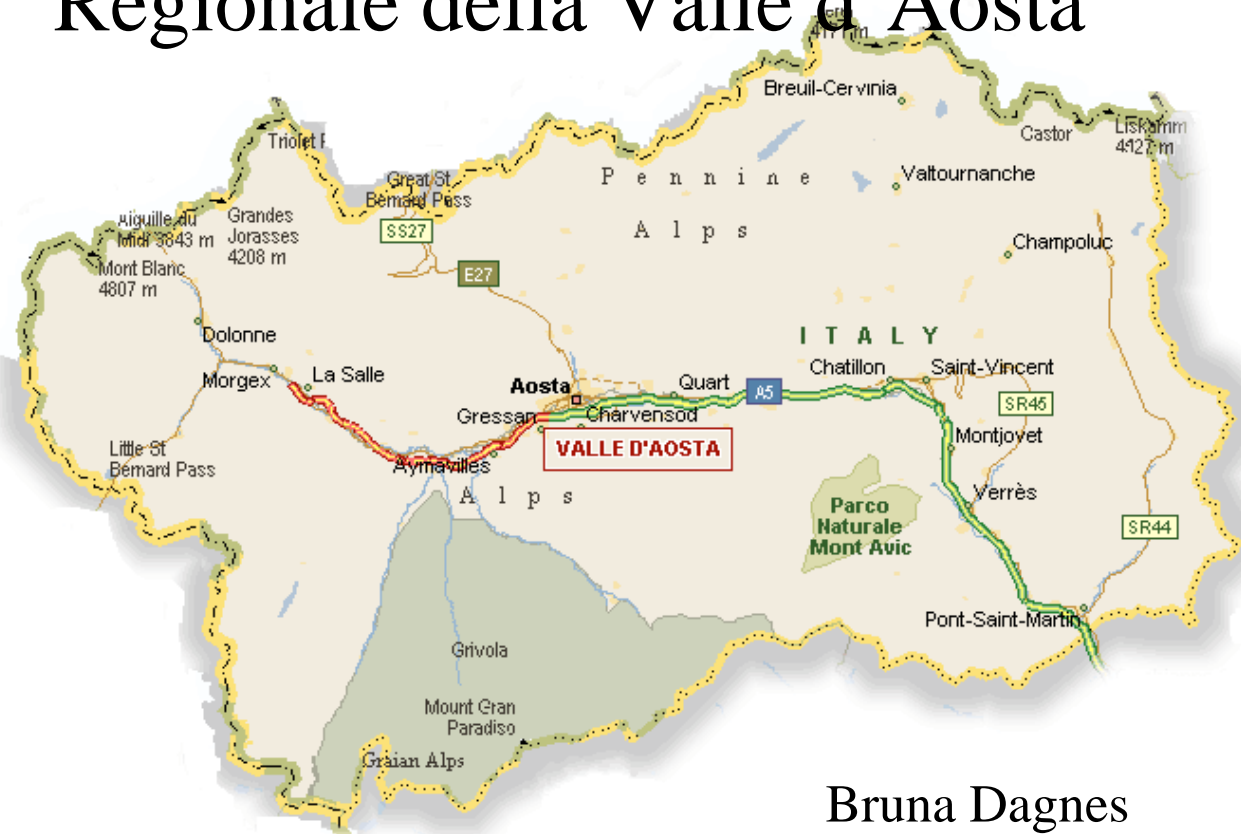 Regionale della Valle d'Aosta
4171 m
Breuil-Cervinia
Castor
Liskamm
4427 m
Triolet
Great St
Bernard Pass
SS27
Pennine
Alps
Valtournanche
Aiguille du
Midi 3843 m
Grandes
Jorasses
4208 m
Champoluc
Mont Blanc
4807 m
E27
Dolonne
ITALY
Morgex
La Salle
Aosta
Quart
A5
Chatillon
Saint-Vincent
SR45
Gressan
Charvensod
VALLE D'AOSTA
Montjovet
Little St
Bernard Pass
Aymavilles
Alps
Verrès
Parco
Naturale
Mont Avic
SR44
Pont-Saint-Martin
Grivola
Mount Gran
Paradiso
Graian Alps
Bruna Dagnes